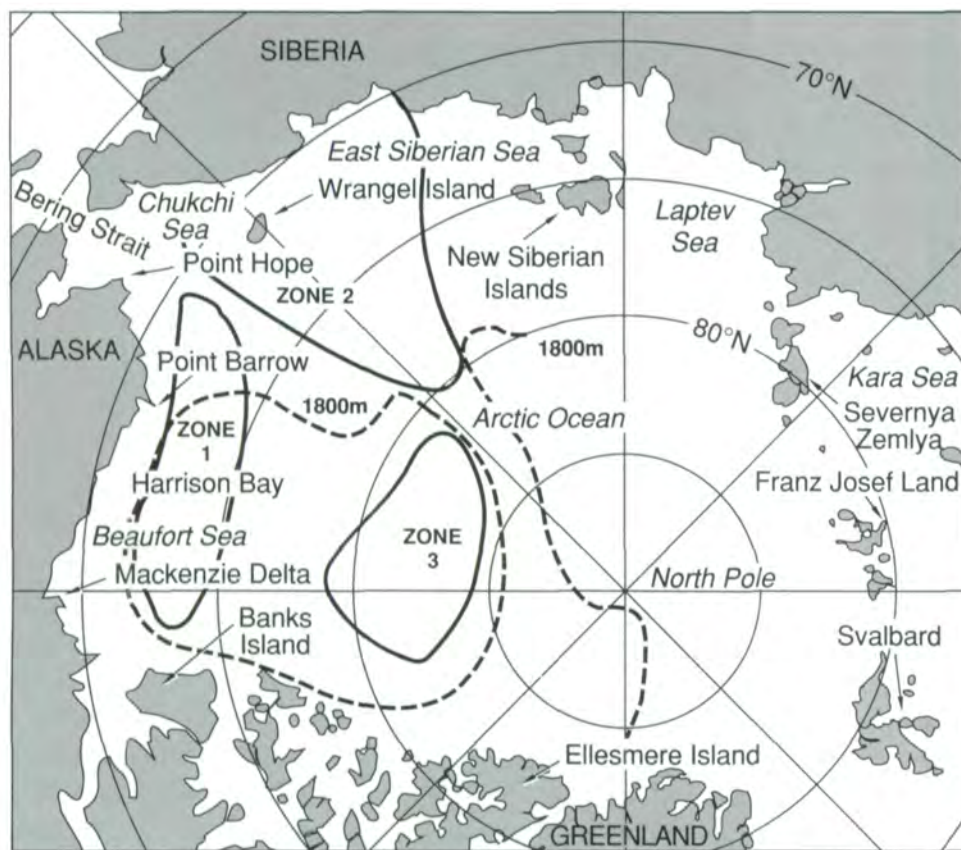 SIBERIA
70°N
East Siberian Sea
Wrangel Island
Chukchi
Sea
Bering Strait
Laptev
Sea
New Siberian
Islands
Point Hope
ZONE 2
ALASKA
80°N
1800m
Point Barrow
Kara Sea
1800m
Arctic Ocean
Severnya
Zemlya
ZONE
1
Harrison Bay
Franz Josef Land
Beaufort Sea
ZONE
3
Mackenzie Delta
North Pole
Banks
Island
Svalbard
Ellesmere Island
GREENLAND